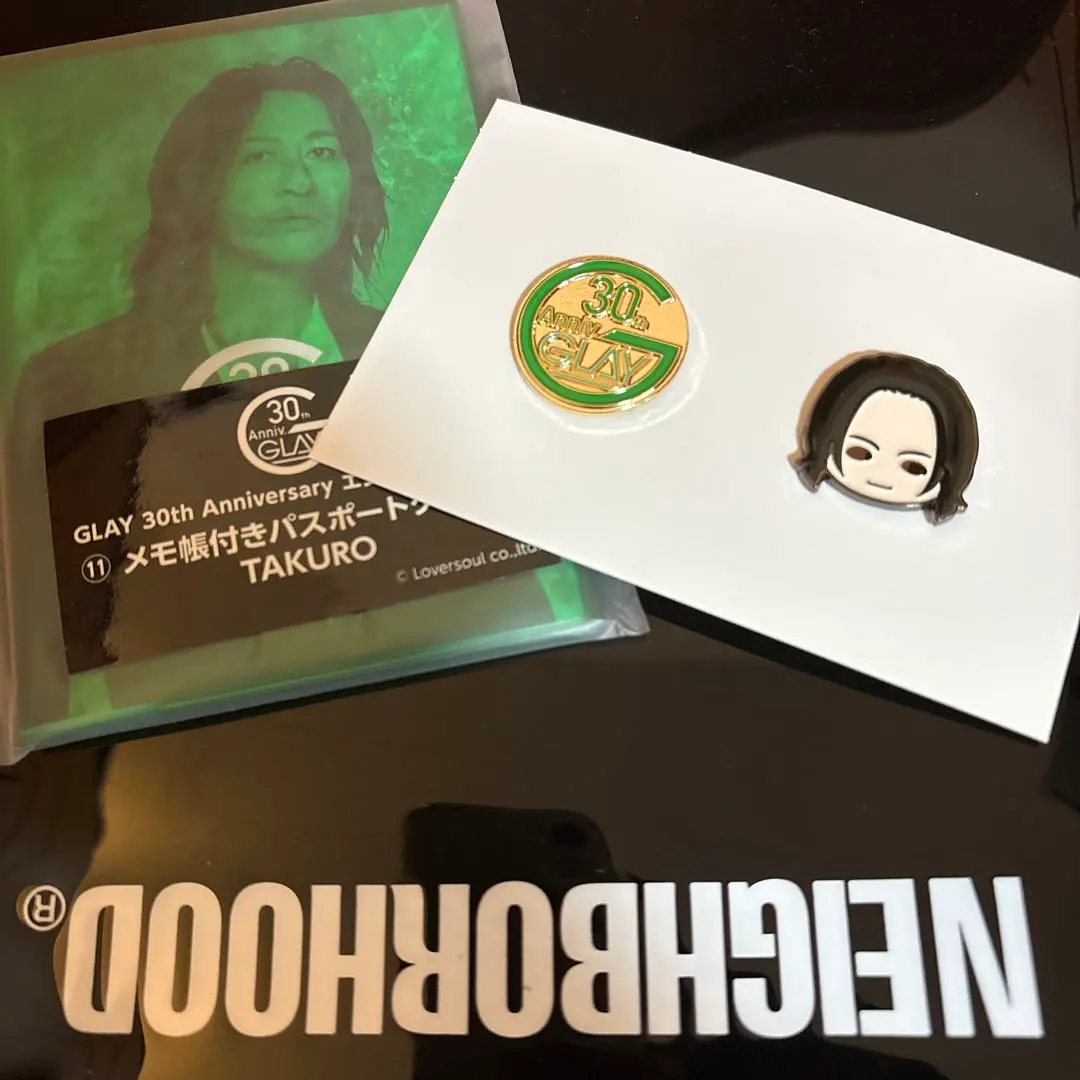 30th
Anniv.
GLAY
GLAY 30th Anniversary
⑪ メモ帳付きパスポート
TAKURO
© Loversoul co.,ltd.
30th
Anniv.
GLAY
NEIGHBORHOOD®